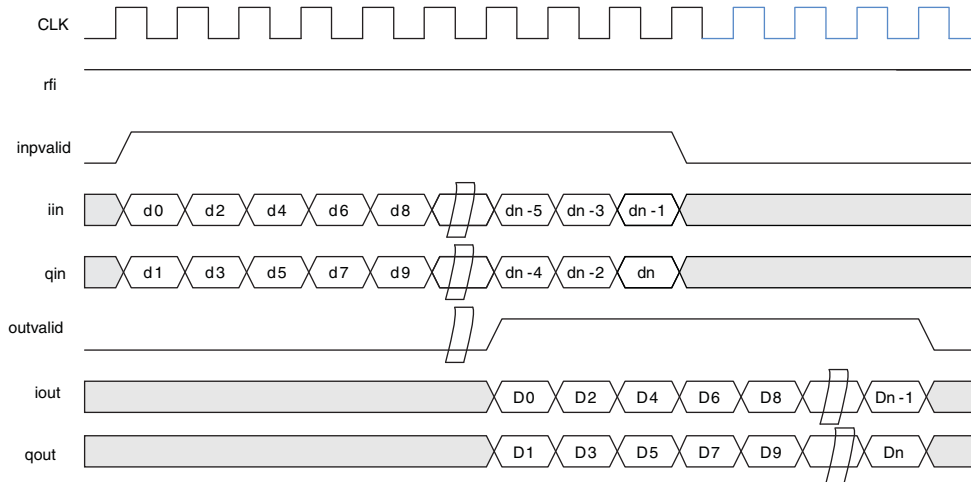 CLK
rfi
inpvalid
iin d0 d2 d4 d6 d8 dn -5 dn -3 dn -1
qin d1 d3 d5 d7 d9 dn -4 dn -2 dn
outvalid
iout D0 D2 D4 D6 D8 Dn -1
qout D1 D3 D5 D7 D9 Dn